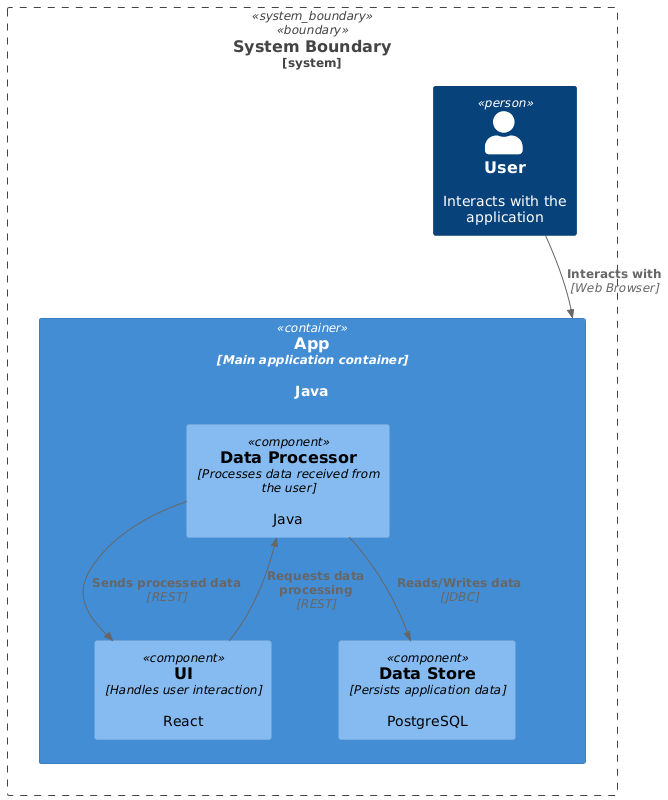 «system_boundary»
«boundary»
System Boundary
[system]
«person»
User
Interacts with the
application
Interacts with
[Web Browser]
«container»
App
[Main application container]
Java
«component»
Data Processor
[Processes data received from
the user]
Java
Sends processed data
[REST]
Requests data
processing
[REST]
Reads/Writes data
[JDBC]
«component»
UI
[Handles user interaction]
React
«component»
Data Store
[Persists application data]
PostgreSQL